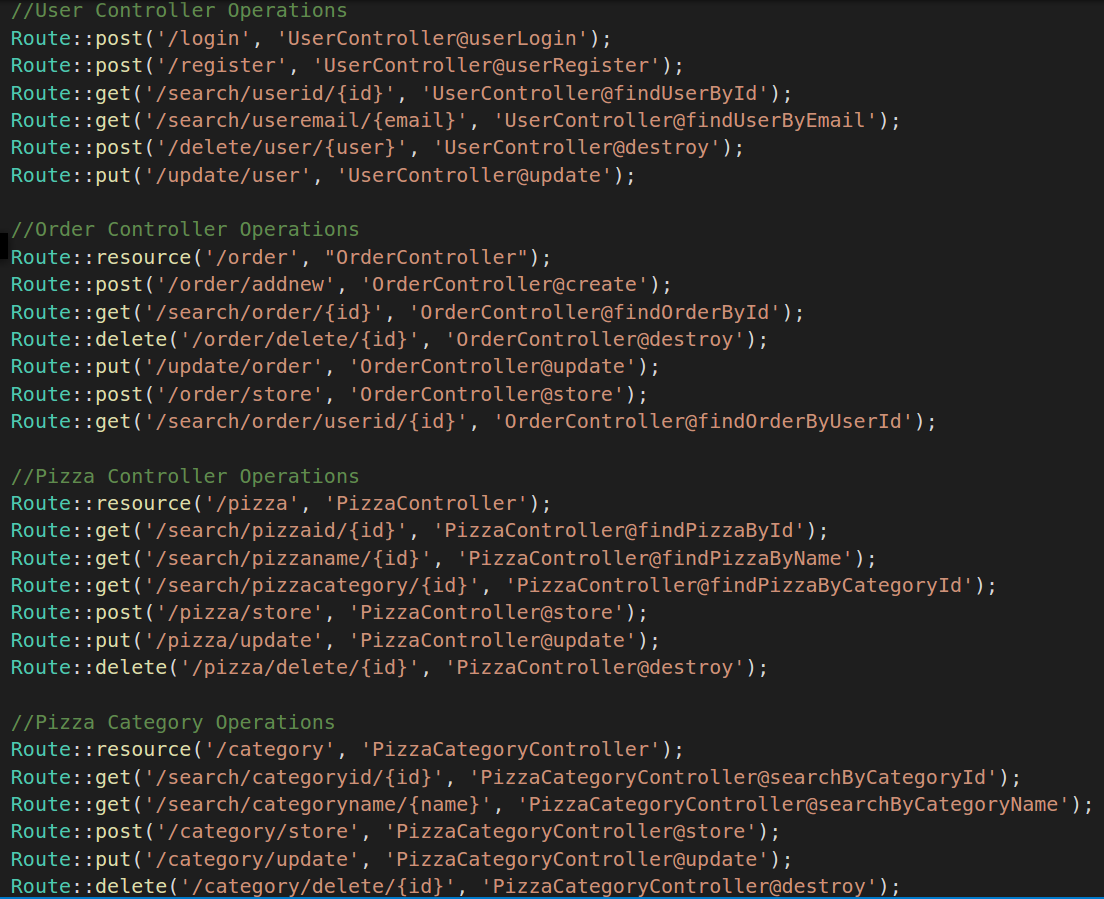 //User Controller Operations
Route::post('/login', 'UserController@userLogin');
Route::post('/register', 'UserController@userRegister');
Route::get('/search/userid/{id}', 'UserController@findUserById');
Route::get('/search/useremail/{email}', 'UserController@findUserByEmail');
Route::post('/delete/user/{user}', 'UserController@destroy');
Route::put('/update/user', 'UserController@update');
//Order Controller Operations
Route::resource('/order', "OrderController");
Route::post('/order/addnew', 'OrderController@create');
Route::get('/search/order/{id}', 'OrderController@findOrderById');
Route::delete('/order/delete/{id}', 'OrderController@destroy');
Route::put('/update/order', 'OrderController@update');
Route::post('/order/store', 'OrderController@store');
Route::get('/search/order/userid/{id}', 'OrderController@findOrderByUserId');
//Pizza Controller Operations
Route::resource('/pizza', 'PizzaController');
Route::get('/search/pizzaid/{id}', 'PizzaController@findPizzaById');
Route::get('/search/pizzaname/{id}', 'PizzaController@findPizzaByName');
Route::get('/search/pizzacategory/{id}', 'PizzaController@findPizzaByCategoryId');
Route::post('/pizza/store', 'PizzaController@store');
Route::put('/pizza/update', 'PizzaController@update');
Route::delete('/pizza/delete/{id}', 'PizzaController@destroy');
//Pizza Category Operations
Route::resource('/category', 'PizzaCategoryController');
Route::get('/search/categoryid/{id}', 'PizzaCategoryController@searchByCategoryId');
Route::get('/search/categoryname/{name}', 'PizzaCategoryController@searchByCategoryName');
Route::post('/category/store', 'PizzaCategoryController@store');
Route::put('/category/update', 'PizzaCategoryController@update');
Route::delete('/category/delete/{id}', 'PizzaCategoryController@destroy');